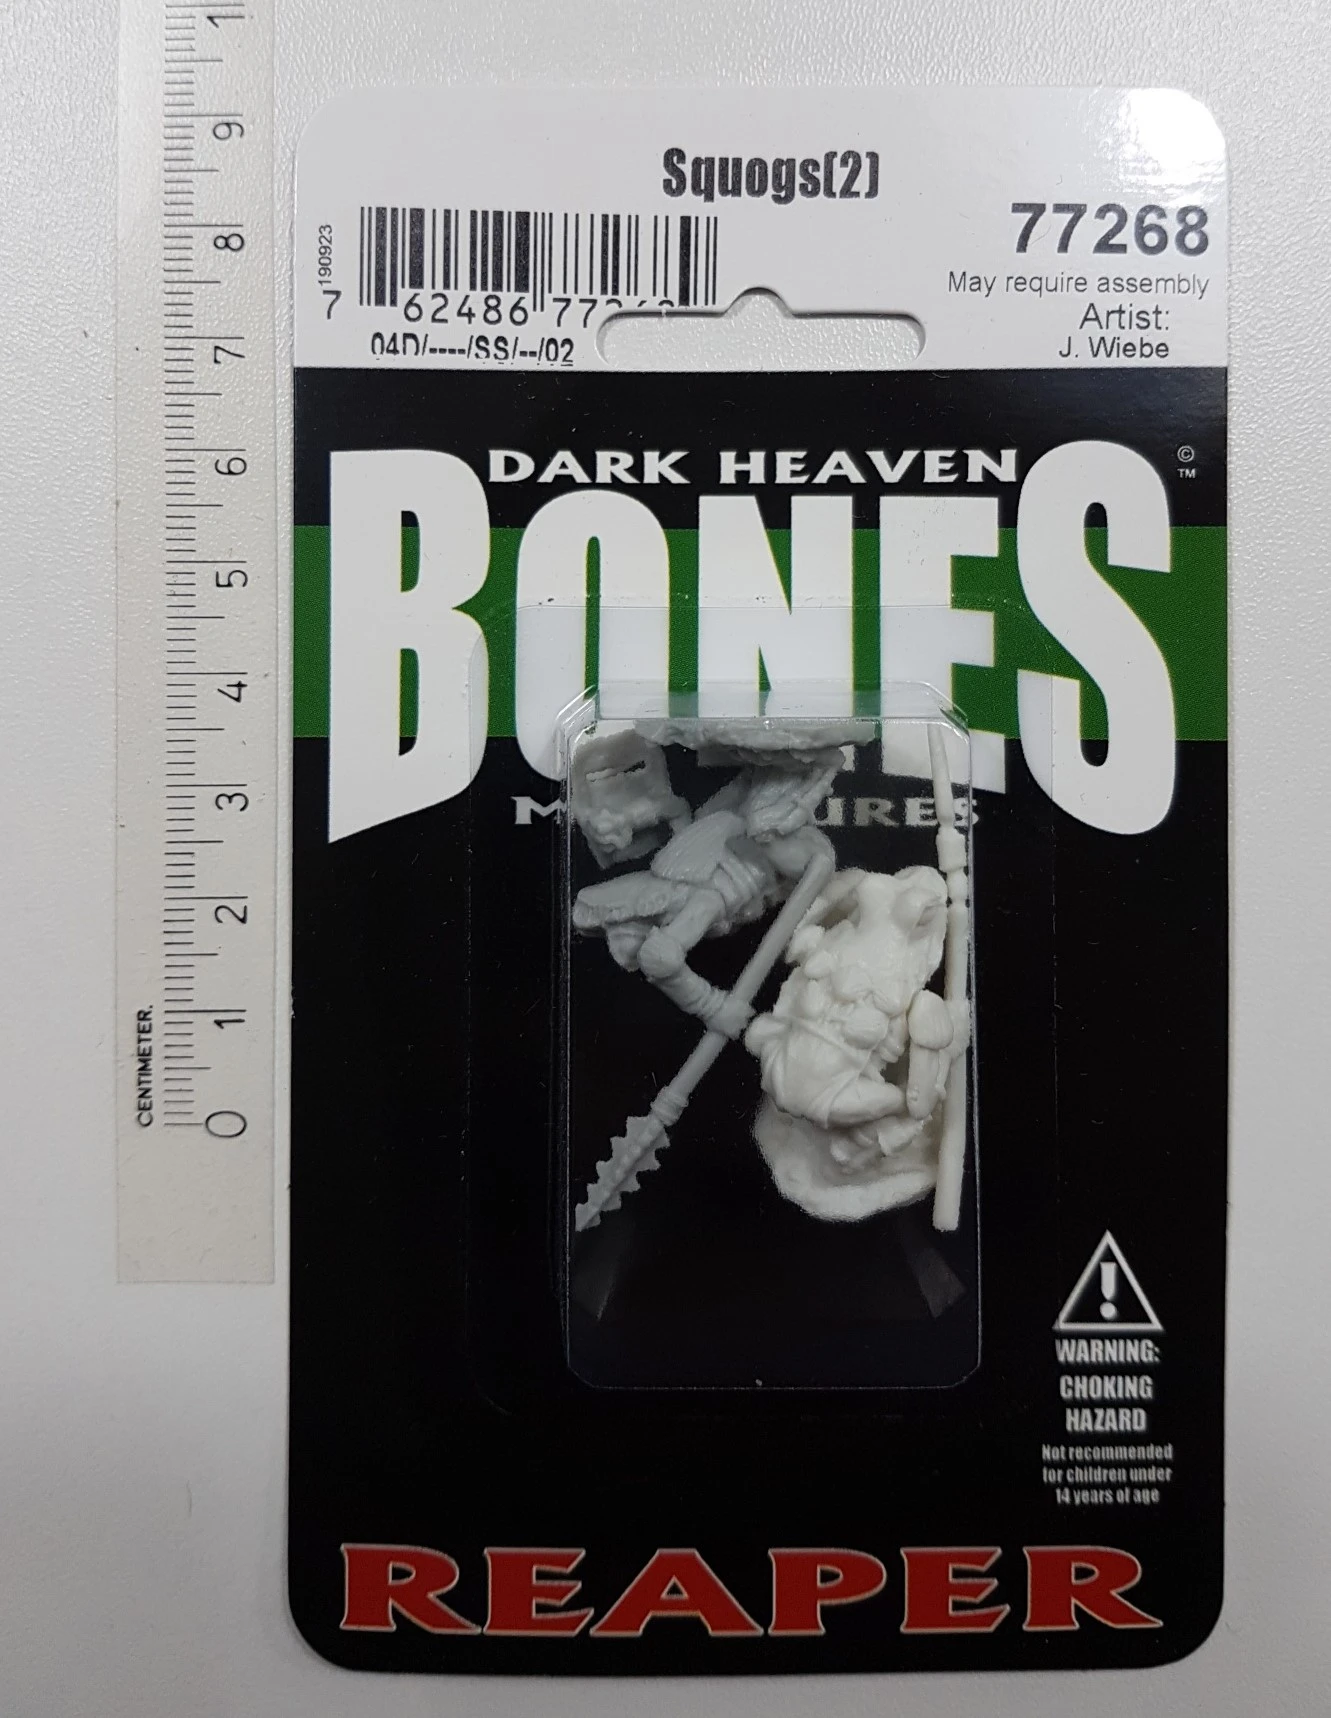 Squogs(2)
77268
May require assembly
Artist:
J. Wiebe
190923
7 62486 77
04D/----/SS/--/02
DARK HEAVEN
BONES
©
TM
REAPER
WARNING:
CHOKING
HAZARD
Not recommended
for children under
14 years of age
CENTIMETER.
0 1 2 3 4 5 6 7 8 9